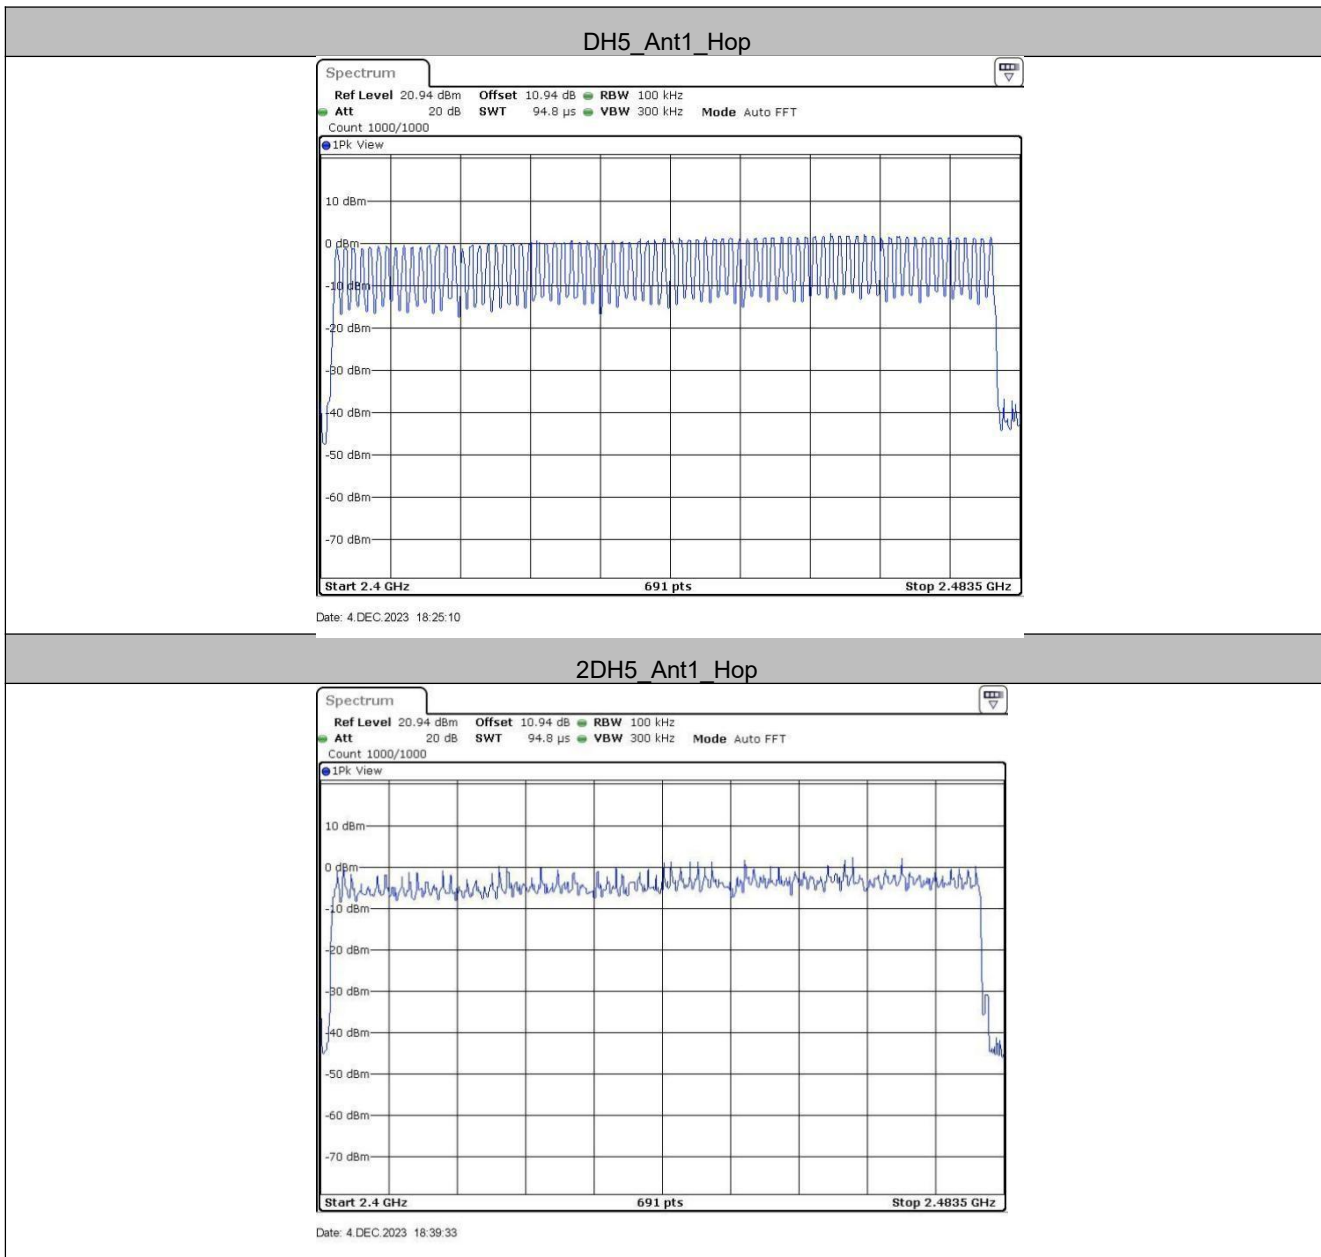 DH5_Ant1_Hop
Spectrum
Ref Level 20.94 dBm Offset 10.94 dB RBW 100 kHz
Att 20 dB SWT 94.8 µs VBW 300 kHz Mode Auto FFT
Count 1000/1000
1Pk View
10 dBm
0 dBm
-10 dBm
-20 dBm
-30 dBm
-40 dBm
-50 dBm
-60 dBm
-70 dBm
Start 2.4 GHz 691 pts Stop 2.4835 GHz
Date: 4.DEC.2023 18:25:10
2DH5_Ant1_Hop
Spectrum
Ref Level 20.94 dBm Offset 10.94 dB RBW 100 kHz
Att 20 dB SWT 94.8 µs VBW 300 kHz Mode Auto FFT
Count 1000/1000
1Pk View
10 dBm
0 dBm
-10 dBm
-20 dBm
-30 dBm
-40 dBm
-50 dBm
-60 dBm
-70 dBm
Start 2.4 GHz 691 pts Stop 2.4835 GHz
Date: 4.DEC.2023 18:39:33